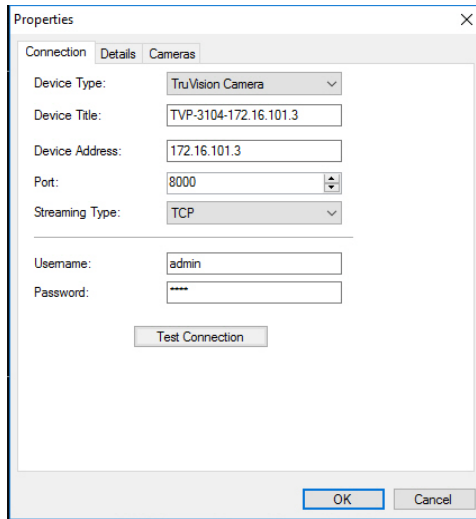 Properties
Connection Details Cameras
Device Type: TruVision Camera
Device Title: TVP-3104-172.16.101.3
Device Address: 172.16.101.3
Port: 8000
Streaming Type: TCP
Username: admin
Password: ****
Test Connection
OK Cancel